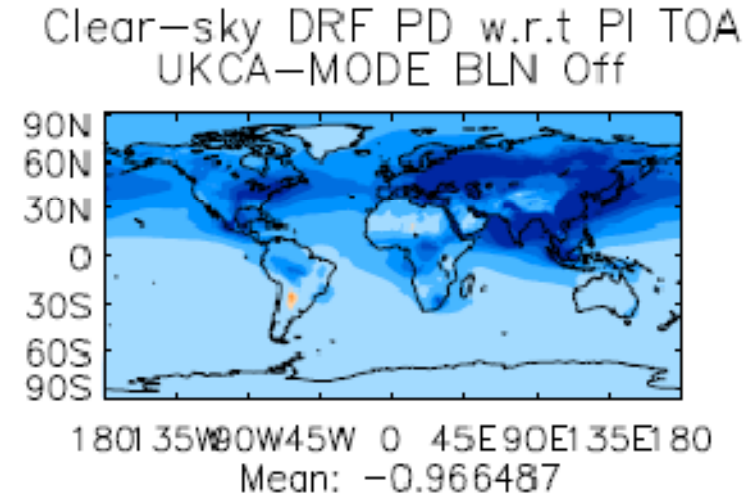 Clear-sky DRF PD w.r.t PI TOA
UKCA-MODE BLN Off
90N
60N
30N
0
30S
60S
90S
180135W90W45W 0 45E90E135E180
Mean: -0.966487